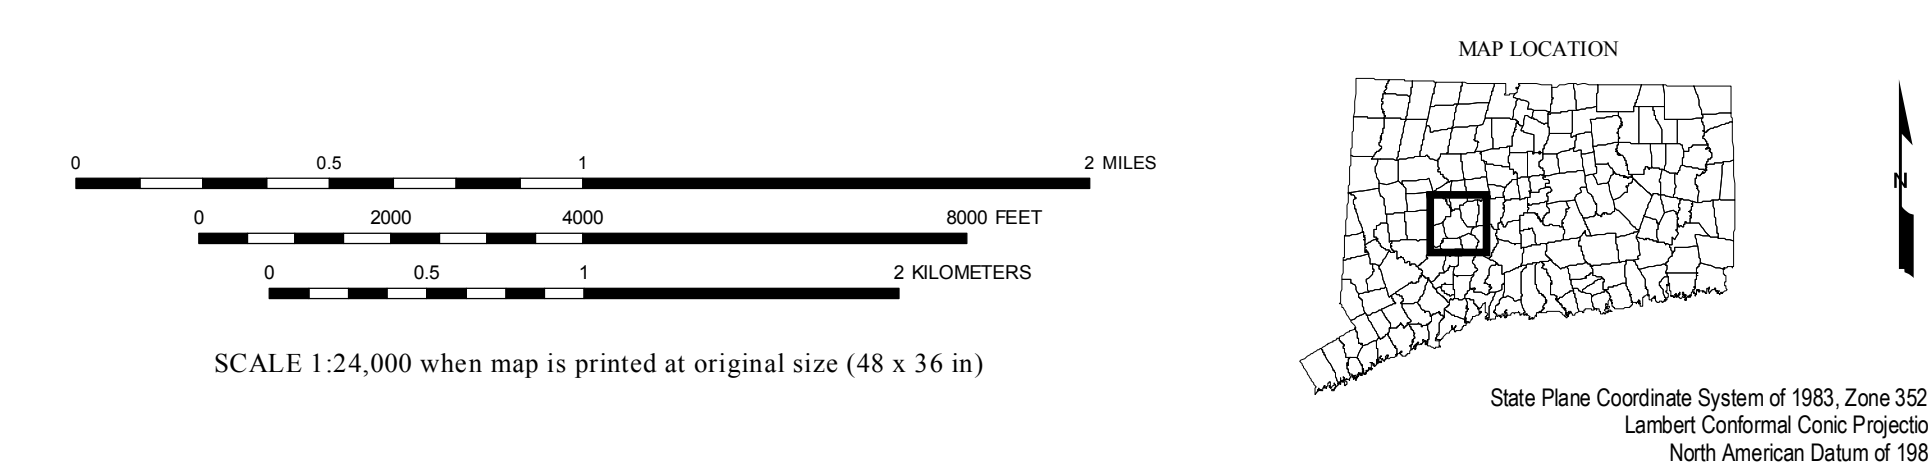 0 0.5 1 2 MILES
0 2000 4000 8000 FEET
0 0.5 1 2 KILOMETERS
SCALE 1:24,000 when map is printed at original size (48 x 36 in)
MAP LOCATION
N
State Plane Coordinate System of 1983, Zone 352
Lambert Conformal Conic Projectio
North American Datum of 198